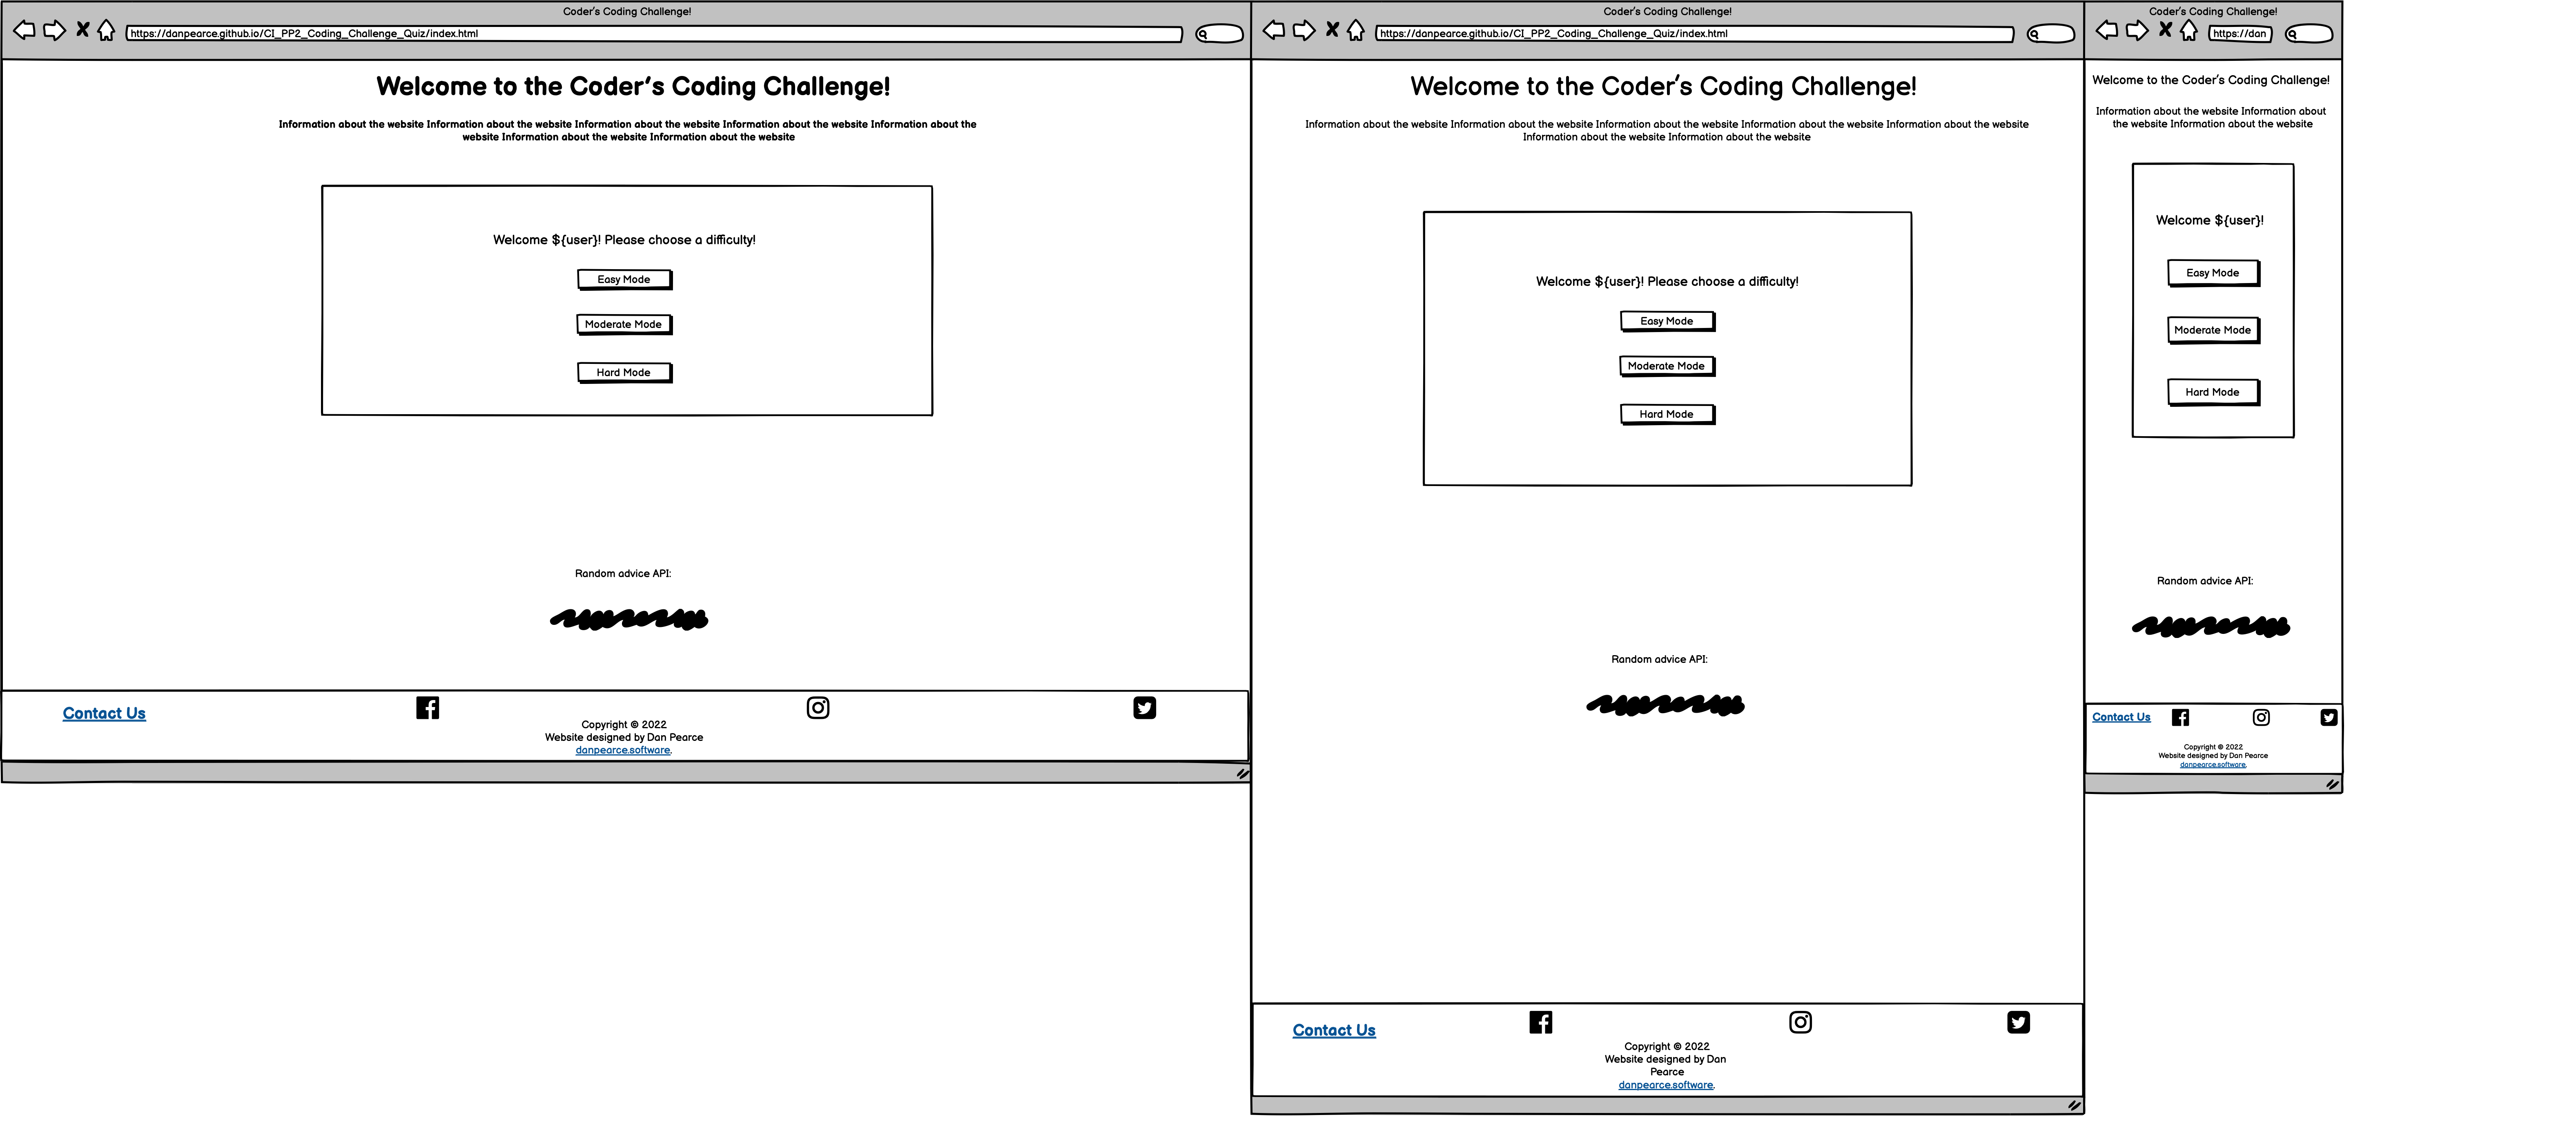 Coder's Coding Challenge!
https://danpearce.github.io/CI_PP2_Coding_Challenge_Quiz/index.html
Welcome to the Coder's Coding Challenge!
Information about the website Information about the website Information about the website Information about the website Information about the
website Information about the website Information about the website
Welcome ${user}! Please choose a difficulty!
Easy Mode
Moderate Mode
Hard Mode
Random advice API:
Contact Us
Copyright © 2022
Website designed by Dan Pearce
danpearce.software.
Coder's Coding Challenge!
https://danpearce.github.io/CI_PP2_Coding_Challenge_Quiz/index.html
Welcome to the Coder's Coding Challenge!
Information about the website Information about the website Information about the website Information about the website Information about the website
Information about the website Information about the website
Welcome ${user}! Please choose a difficulty!
Easy Mode
Moderate Mode
Hard Mode
Random advice API:
Contact Us
Copyright © 2022
Website designed by Dan
Pearce
danpearce.software.
Coder's Coding Challenge!
https://dan
Welcome to the Coder's Coding Challenge!
Information about the website Information about
the website Information about the website
Welcome ${user}!
Easy Mode
Moderate Mode
Hard Mode
Random advice API:
Contact Us
Copyright © 2022
Website designed by Dan Pearce
danpearce.software.